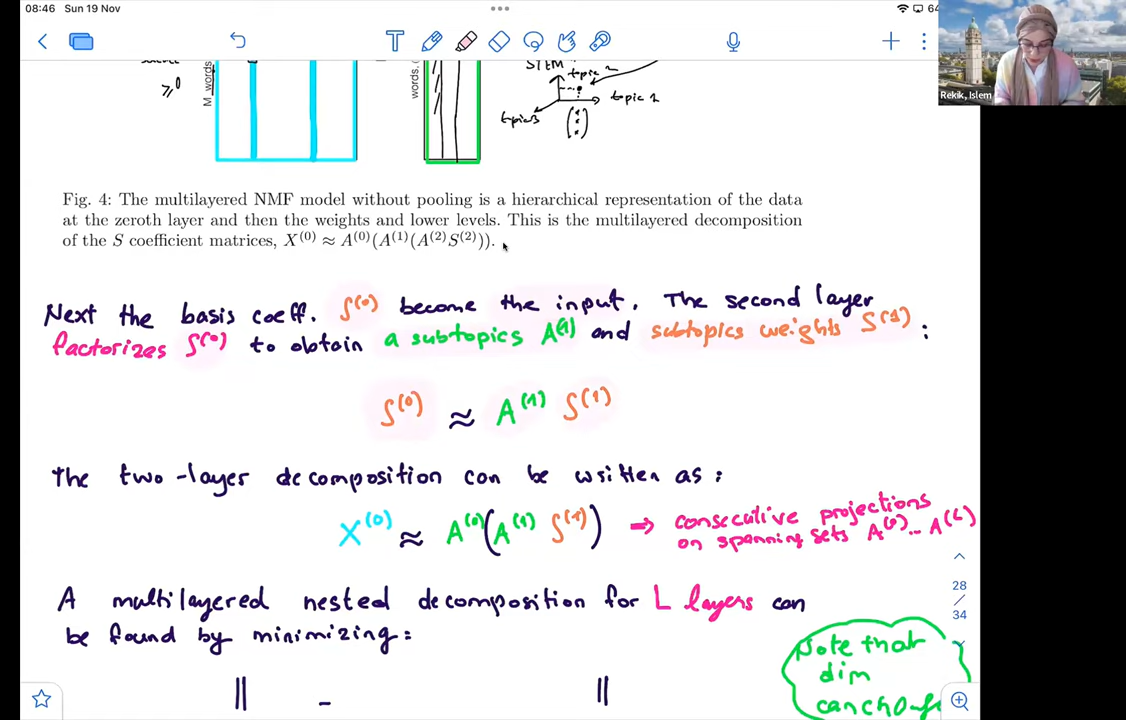 08:46 Sun 19 Nov
64
Rekik, Islem
M words
≥0
words,
STEM
topic 2
topic 1
topic3
Fig. 4: The multilayered NMF model without pooling is a hierarchical representation of the data
at the zeroth layer and then the weights and lower levels. This is the multilayered decomposition
of the S coefficient matrices, X⁽⁰⁾ ≈ A⁽⁰⁾(A⁽¹⁾(A⁽²⁾S⁽²⁾)).
Next the basis coeff. S⁽⁰⁾ become the input. The second layer
factorizes S⁽⁰⁾ to obtain a subtopics A⁽¹⁾ and subtopics weights S⁽¹⁾ :
S⁽⁰⁾ ≈ A⁽¹⁾ S⁽¹⁾
The two-layer decomposition can be written as :
X⁽⁰⁾ ≈ A⁽⁰⁾(A⁽¹⁾ S⁽¹⁾) ⇒ consecutive projections
on spanning sets A⁽⁰⁾... A⁽ᴸ⁾
A multilayered nested decomposition for L layers can
be found by minimizing :
28
/
34
Note that
dim
can change